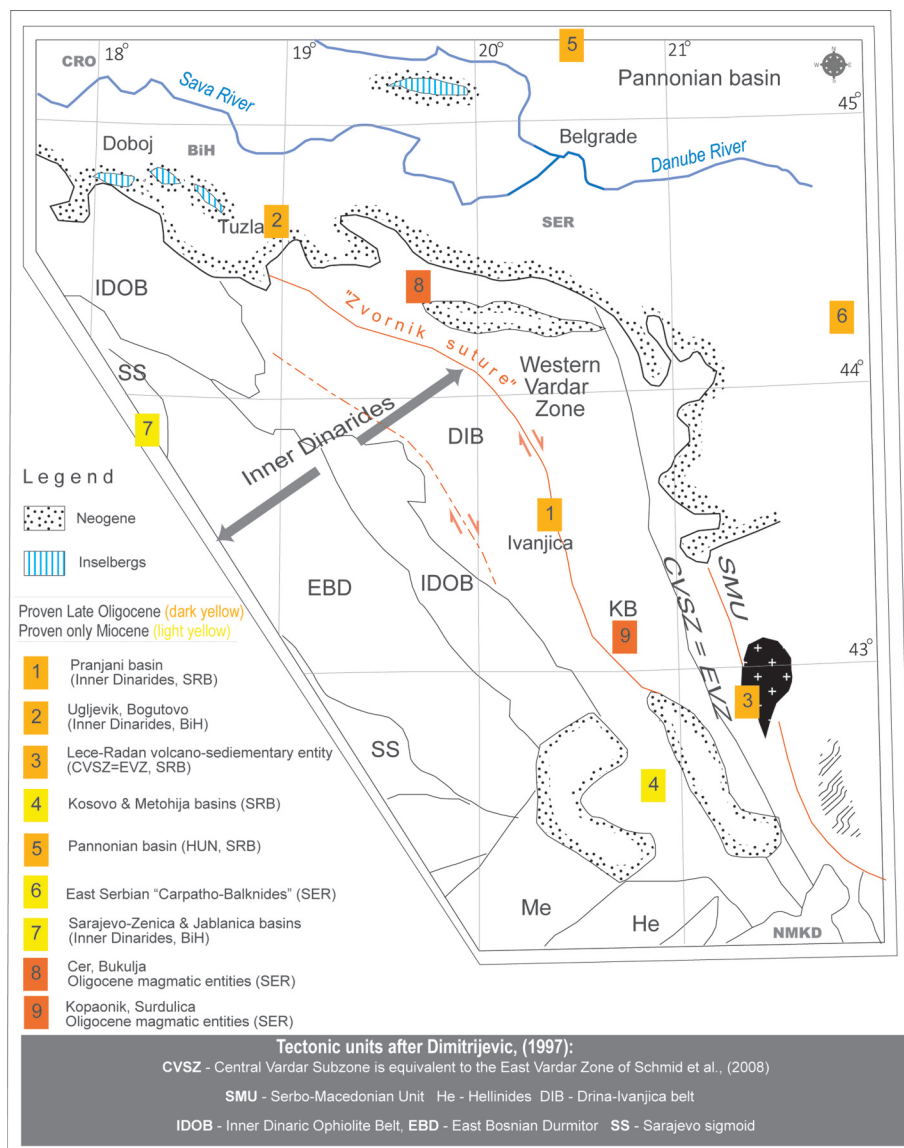 18°
19°
20°
5
21°
CRO
N
W
E
S
Pannonian basin
Sava River
45°
Doboj
BiH
Belgrade
Danube River
Tuzla
2
SER
IDOB
8
6
"Zvornik suture"
44
SS
Western
Vardar
Zone
7
Inner Dinarides
DIB
Legend
Neogene
1
Ivanjica
Inselbergs
SMU
EBD
IDOB
CVSZ = EVZ
KB
9
43°
Proven Late Oligocene (dark yellow)
Proven only Miocene (light yellow)
3
SS
4
Me
He
NMKD
1
Pranjani basin
(Inner Dinarides, SRB)
2
Ugljevik, Bogutovo
(Inner Dinarides, BiH)
3
Lece-Radan volcano-sediementary entity
(CVSZ=EVZ, SRB)
4
Kosovo & Metohija basins (SRB)
5
Pannonian basin (HUN, SRB)
6
East Serbian “Carpatho-Balknides” (SER)
7
Sarajevo-Zenica & Jablanica basins
(Inner Dinarides, BiH)
8
Cer, Bukulja
Oligocene magmatic entities (SER)
9
Kopaonik, Surdulica
Oligocene magmatic entities (SER)
Tectonic units after Dimitrijevic, (1997):
CVSZ - Central Vardar Subzone is equivalent to the East Vardar Zone of Schmid et al., (2008)
SMU - Serbo-Macedonian Unit He - Hellinides DIB - Drina-Ivanjica belt
IDOB - Inner Dinaric Ophiolite Belt, EBD - East Bosnian Durmitor SS - Sarajevo sigmoid